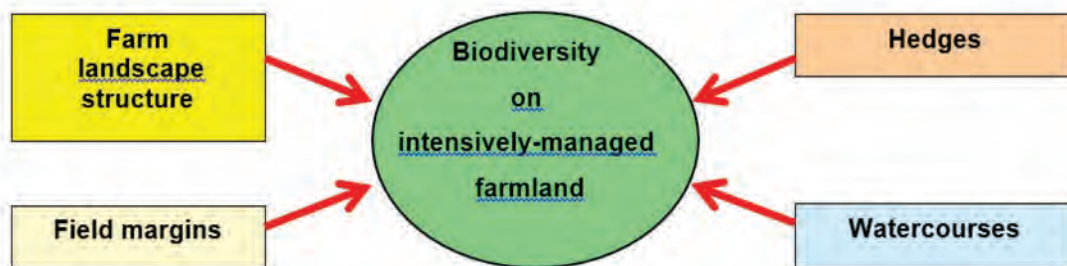 Farm
landscape
structure
Biodiversity
on
intensively-managed
farmland
Hedges
Field margins
Watercourses